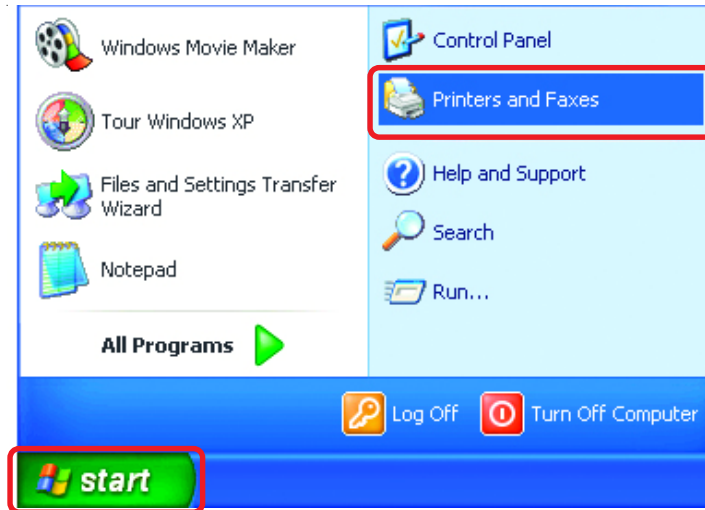 Windows Movie Maker
Tour Windows XP
Files and Settings Transfer
Wizard
Notepad
All Programs
Control Panel
Printers and Faxes
Help and Support
Search
Run...
Log Off
Turn Off Computer
start